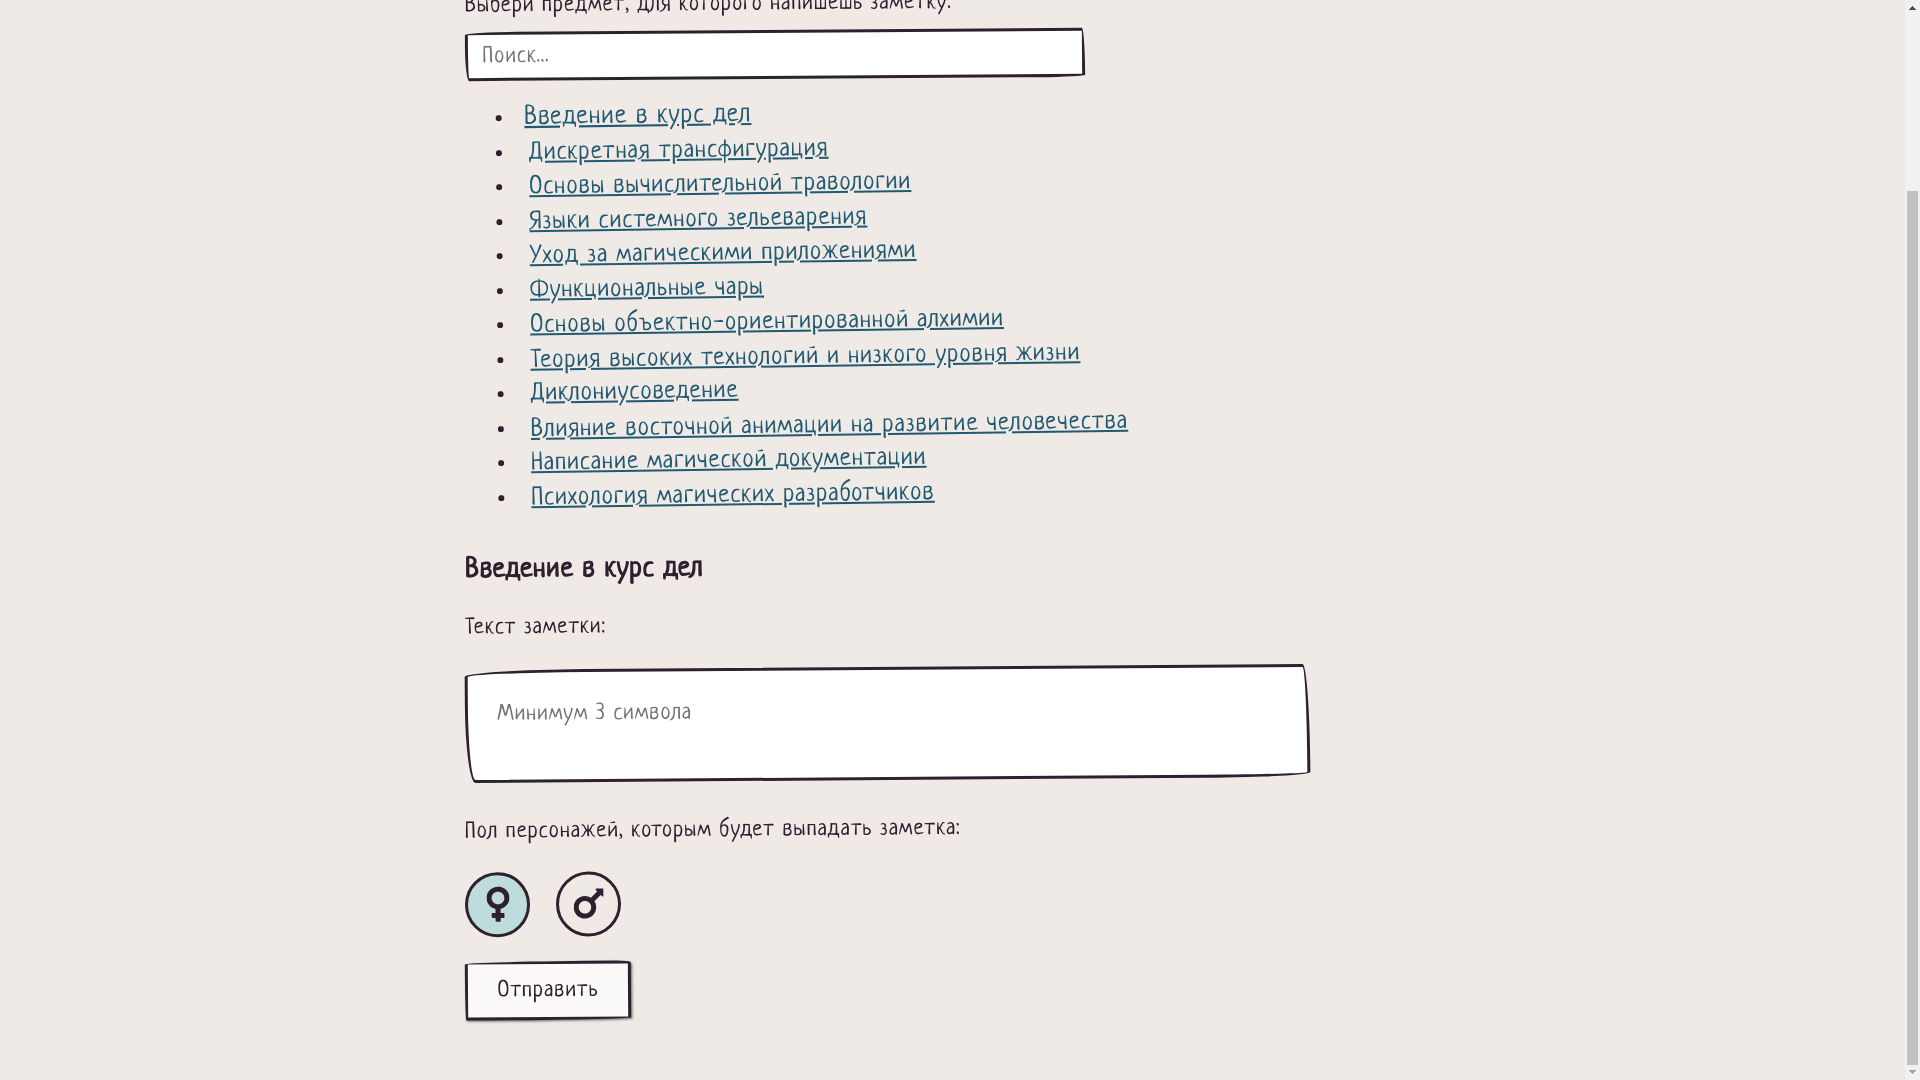 Выбери предмет, для которого напишешь заметку:
Поиск...
Введение в курс дел
Дискретная трансфигурация
Основы вычислительной травологии
Языки системного зельеварения
Уход за магическими приложениями
Функциональные чары
Основы объектно-ориентированной алхимии
Теория высоких технологий и низкого уровня жизни
Диклониусоведение
Влияние восточной анимации на развитие человечества
Написание магической документации
Психология магических разработчиков
Введение в курс дел
Текст заметки:
Минимум 3 символа
Пол персонажей, которым будет выпадать заметка:
Отправить